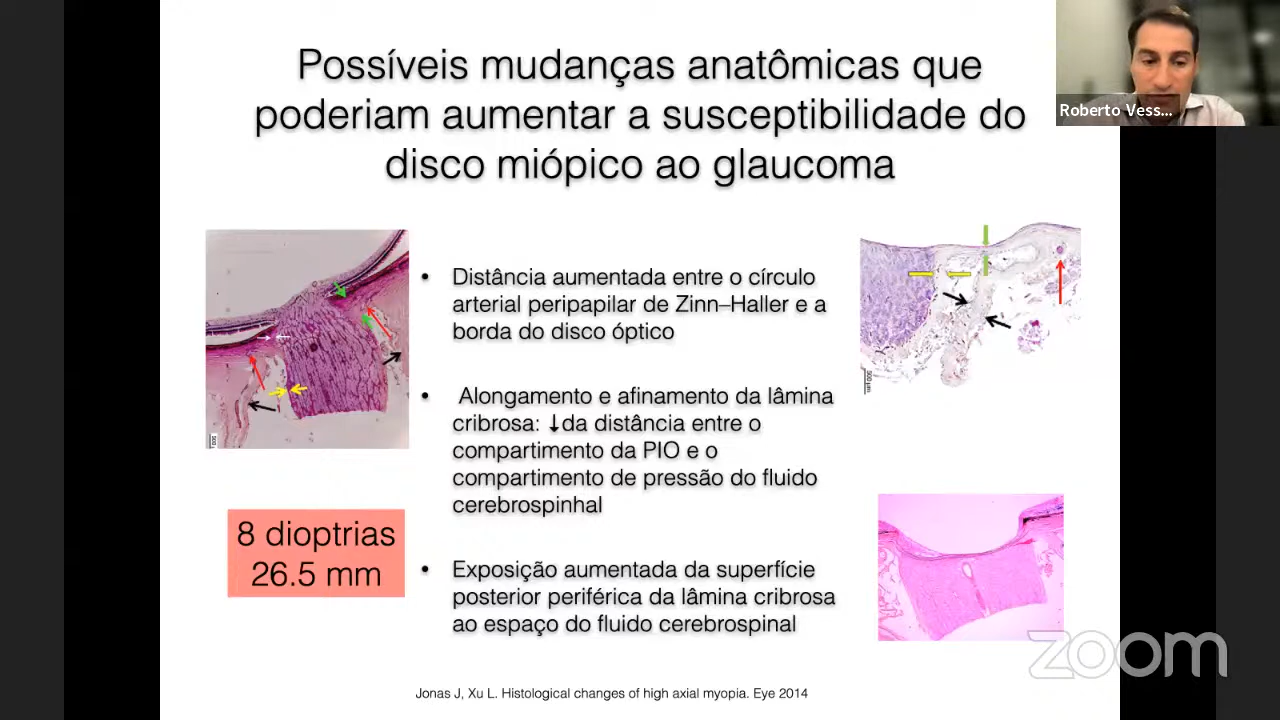 Possíveis mudanças anatômicas que
poderiam aumentar a susceptibilidade do
disco miópico ao glaucoma
Roberto Vess...
• Distância aumentada entre o círculo
arterial peripapilar de Zinn–Haller e a
borda do disco óptico
• Alongamento e afinamento da lâmina
cribrosa: ↓da distância entre o
compartimento da PIO e o
compartimento de pressão do fluido
cerebrospinhal
8 dioptrias
26.5 mm
• Exposição aumentada da superfície
posterior periférica da lâmina cribrosa
ao espaço do fluido cerebrospinal
zoom
Jonas J, Xu L. Histological changes of high axial myopia. Eye 2014